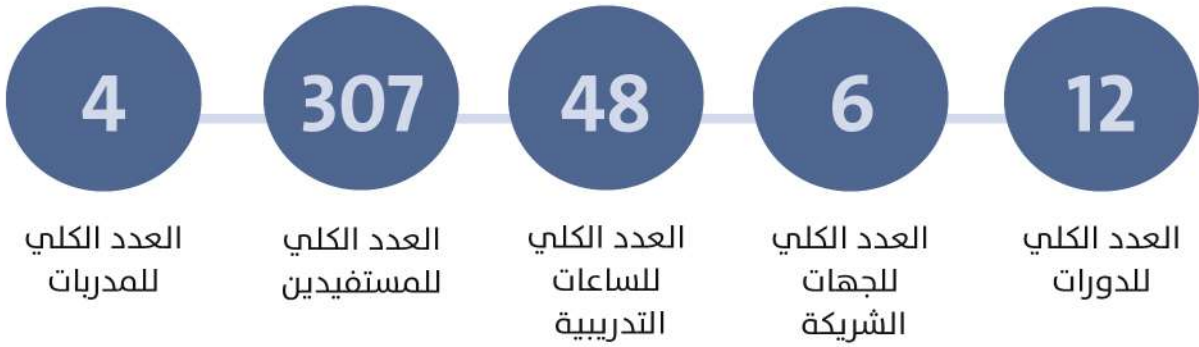 12
العدد الكلي
للدورات
6
العدد الكلي
للجهات
الشريكة
48
العدد الكلي
للساعات
التدريبية
307
العدد الكلي
للمستفيدين
4
العدد الكلي
للمدربات